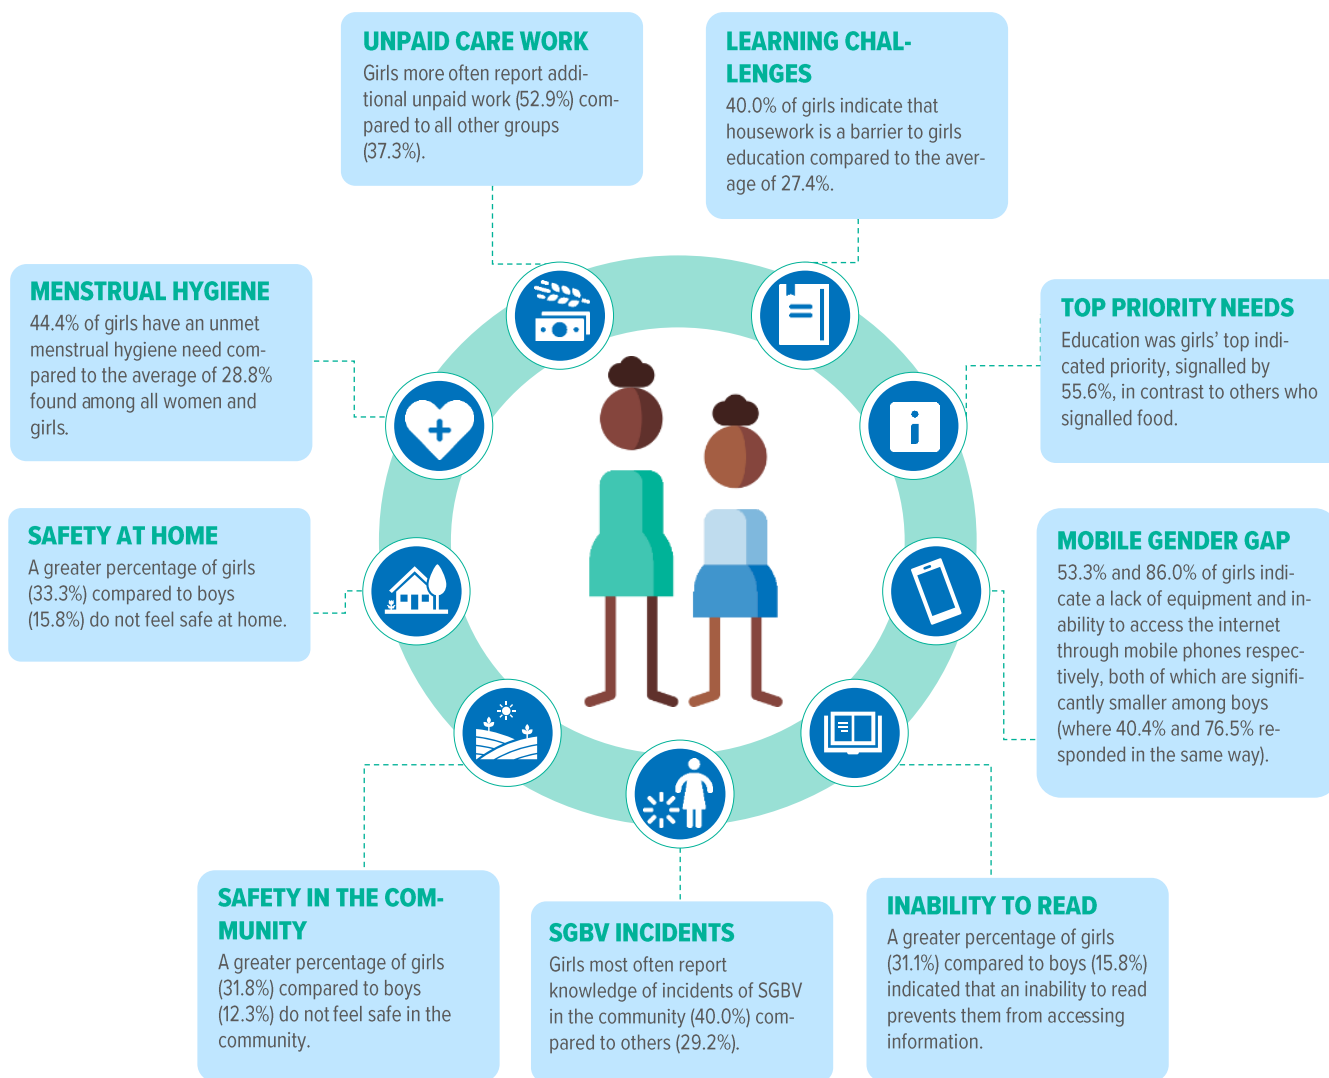 UNPAID CARE WORK
Girls more often report addi-
tional unpaid work (52.9%) com-
pared to all other groups
(37.3%).
LEARNING CHAL-
LENGES
40.0% of girls indicate that
housework is a barrier to girls
education compared to the aver-
age of 27.4%.
MENSTRUAL HYGIENE
44.4% of girls have an unmet
menstrual hygiene need com-
pared to the average of 28.8%
found among all women and
girls.
TOP PRIORITY NEEDS
Education was girls’ top indi-
cated priority, signalled by
55.6%, in contrast to others who
signalled food.
SAFETY AT HOME
A greater percentage of girls
(33.3%) compared to boys
(15.8%) do not feel safe at home.
MOBILE GENDER GAP
53.3% and 86.0% of girls indi-
cate a lack of equipment and in-
ability to access the internet
through mobile phones respec-
tively, both of which are signifi-
cantly smaller among boys
(where 40.4% and 76.5% re-
sponded in the same way).
SAFETY IN THE COM-
MUNITY
A greater percentage of girls
(31.8%) compared to boys
(12.3%) do not feel safe in the
community.
SGBV INCIDENTS
Girls most often report
knowledge of incidents of SGBV
in the community (40.0%) com-
pared to others (29.2%).
INABILITY TO READ
A greater percentage of girls
(31.1%) compared to boys (15.8%)
indicated that an inability to read
prevents them from accessing
information.